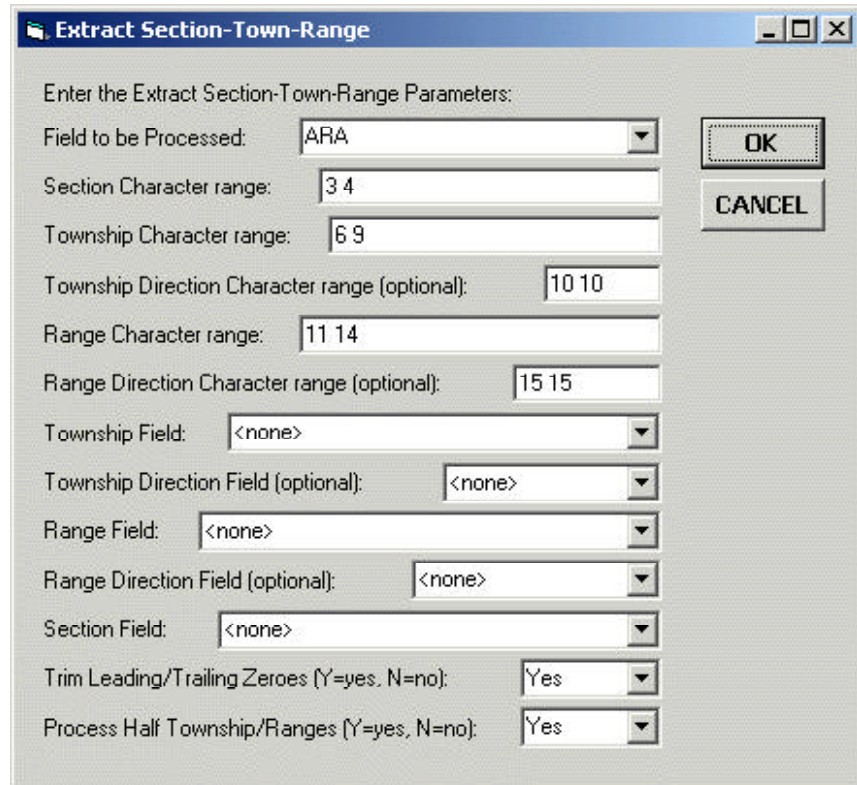 Extract Section-Town-Range
Enter the Extract Section-Town-Range Parameters:
Field to be Processed: ARA
OK
Section Character range: 3 4
CANCEL
Township Character range: 6 9
Township Direction Character range (optional): 10 10
Range Character range: 11 14
Range Direction Character range (optional): 15 15
Township Field: <none>
Township Direction Field (optional): <none>
Range Field: <none>
Range Direction Field (optional): <none>
Section Field: <none>
Trim Leading/Trailing Zeroes (Y=yes, N=no): Yes
Process Half Township/Ranges (Y=yes, N=no): Yes